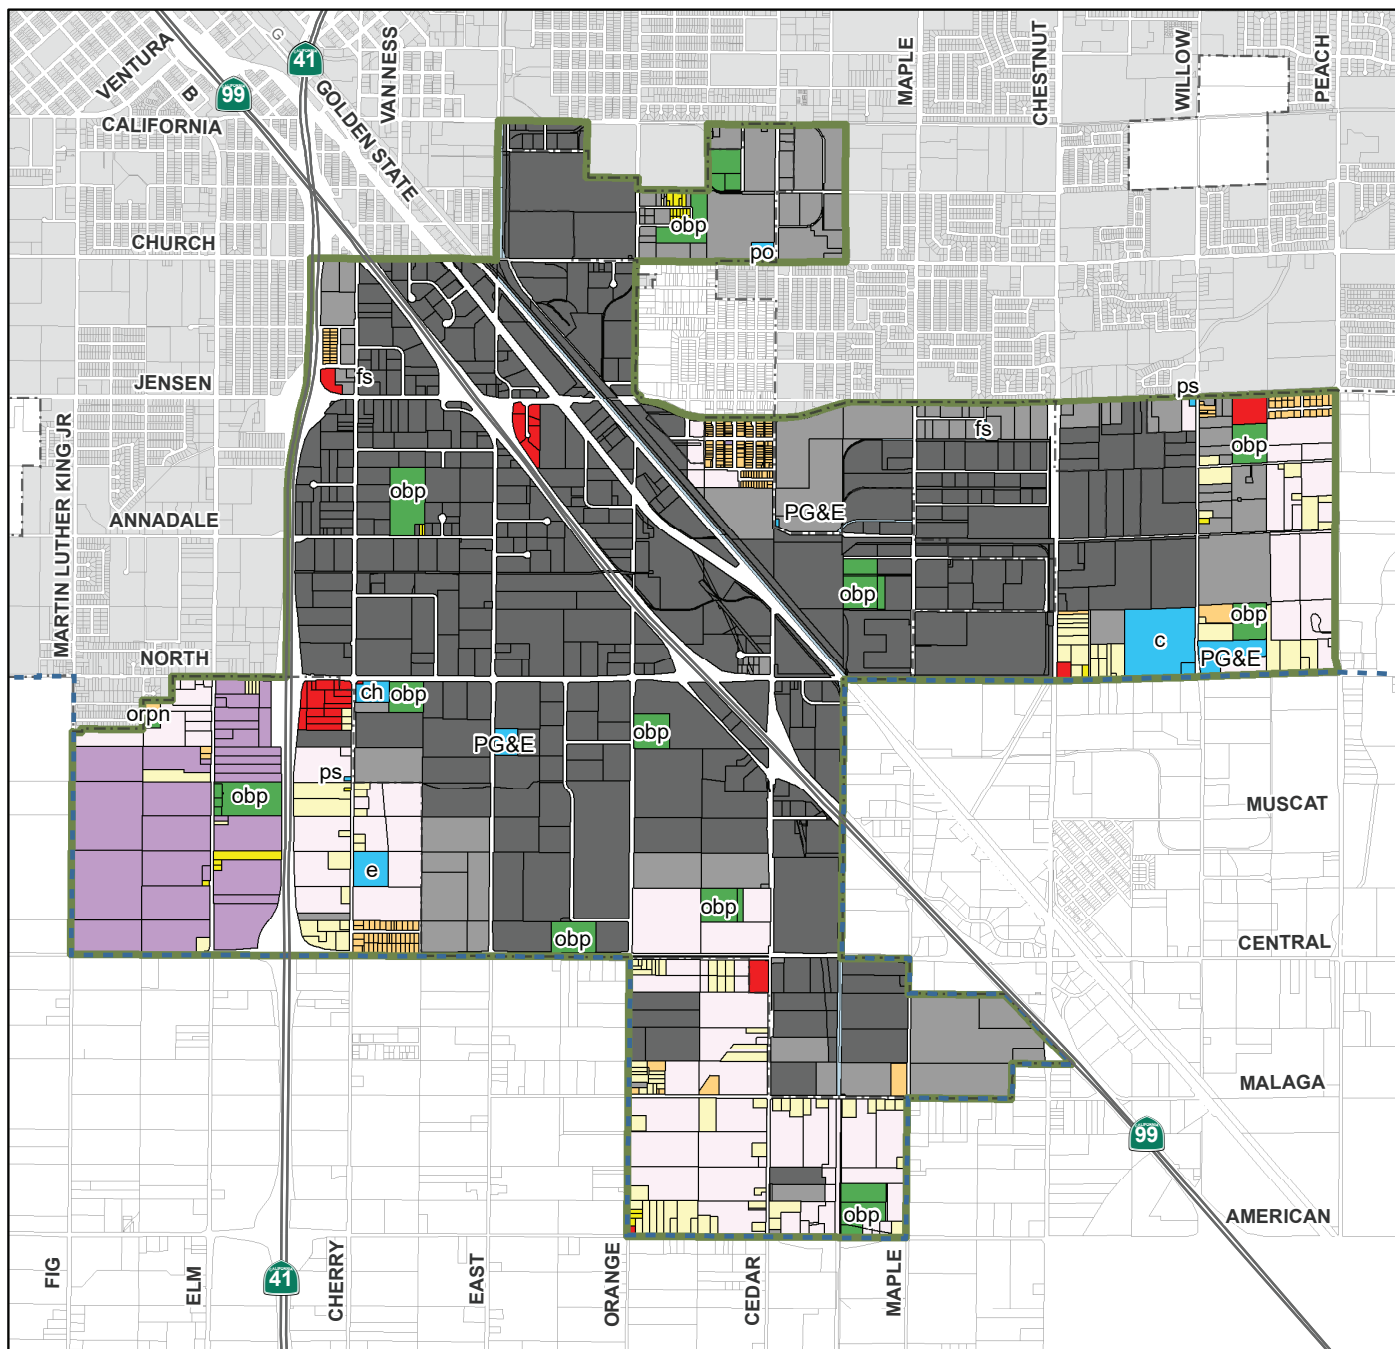 VENTURA
B
G
41
VAN NESS
MAPLE
CHESTNUT
WILLOW
PEACH
99
CALIFORNIA
GOLDEN STATE
CHURCH
obp
po
JENSEN
fs
ps
fs
obp
MARTIN LUTHER KING JR
ANNADALE
obp
PG&E
obp
obp
c
PG&E
NORTH
orpn
ch
obp
PG&E
obp
ps
obp
MUSCAT
e
obp
obp
CENTRAL
MALAGA
99
obp
AMERICAN
FIG
ELM
41
CHERRY
EAST
ORANGE
CEDAR
MAPLE